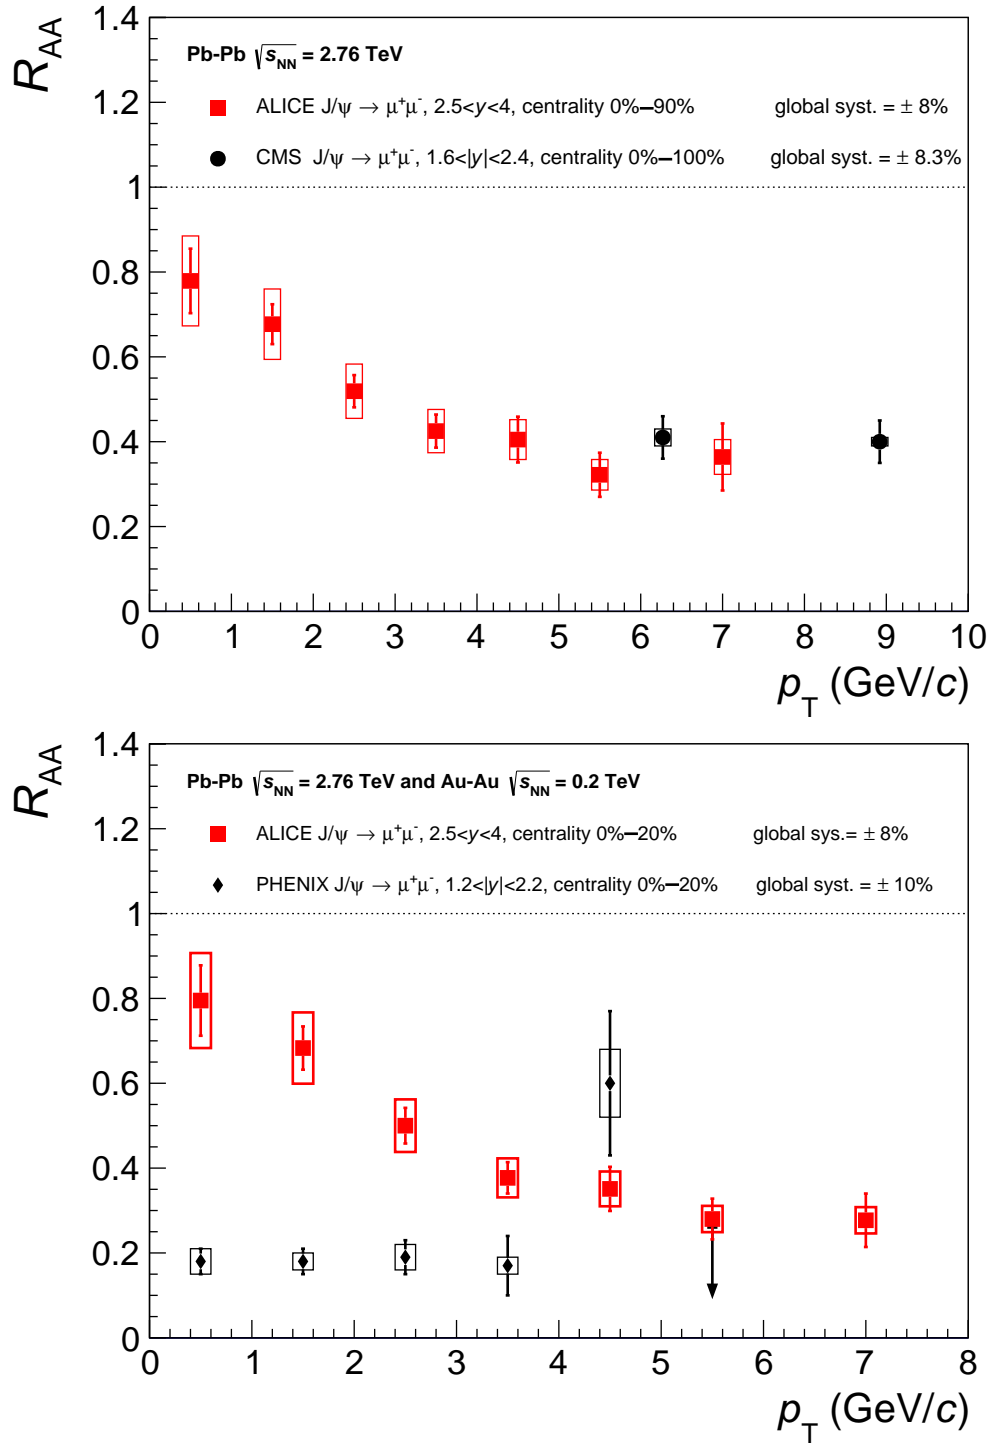 R_AA
1.4
1.2
1
0.8
0.6
0.4
0.2
0
Pb-Pb √s_NN = 2.76 TeV
ALICE J/ψ → μ⁺μ⁻, 2.5<y<4, centrality 0%–90% global syst. = ± 8%
CMS J/ψ → μ⁺μ⁻, 1.6<|y|<2.4, centrality 0%–100% global syst. = ± 8.3%
0 1 2 3 4 5 6 7 8 9 10
p_T (GeV/c)
R_AA
1.4
1.2
1
0.8
0.6
0.4
0.2
0
Pb-Pb √s_NN = 2.76 TeV and Au-Au √s_NN = 0.2 TeV
ALICE J/ψ → μ⁺μ⁻, 2.5<y<4, centrality 0%–20% global sys.= ± 8%
PHENIX J/ψ → μ⁺μ⁻, 1.2<|y|<2.2, centrality 0%–20% global syst. = ± 10%
0 1 2 3 4 5 6 7 8
p_T (GeV/c)